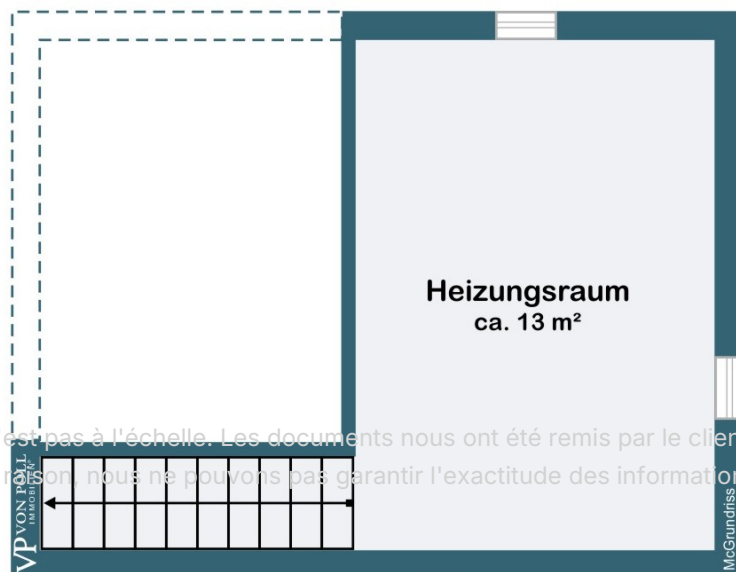 Heizungsraum
ca. 13 m²
est pas à l'échelle. Les documents nous ont été remis par le clien
raison, nous ne pouvons pas garantir l'exactitude des information
VP VON POLL
IMMOBILIEN
McGrundriss